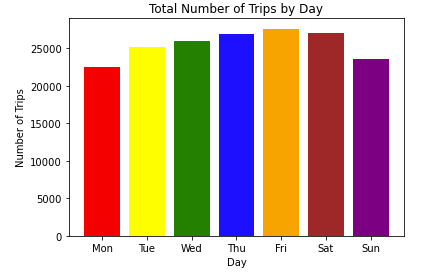 Total Number of Trips by Day
Number of Trips
25000
20000
15000
10000
5000
0
Mon Tue Wed Thu Fri Sat Sun
Day